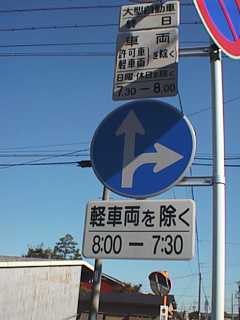 大型自動車
終日
車両
許可車
軽車両
を除く
日曜・休日を除く
7.30 - 8.00
軽車両を除く
8:00 ー 7:30